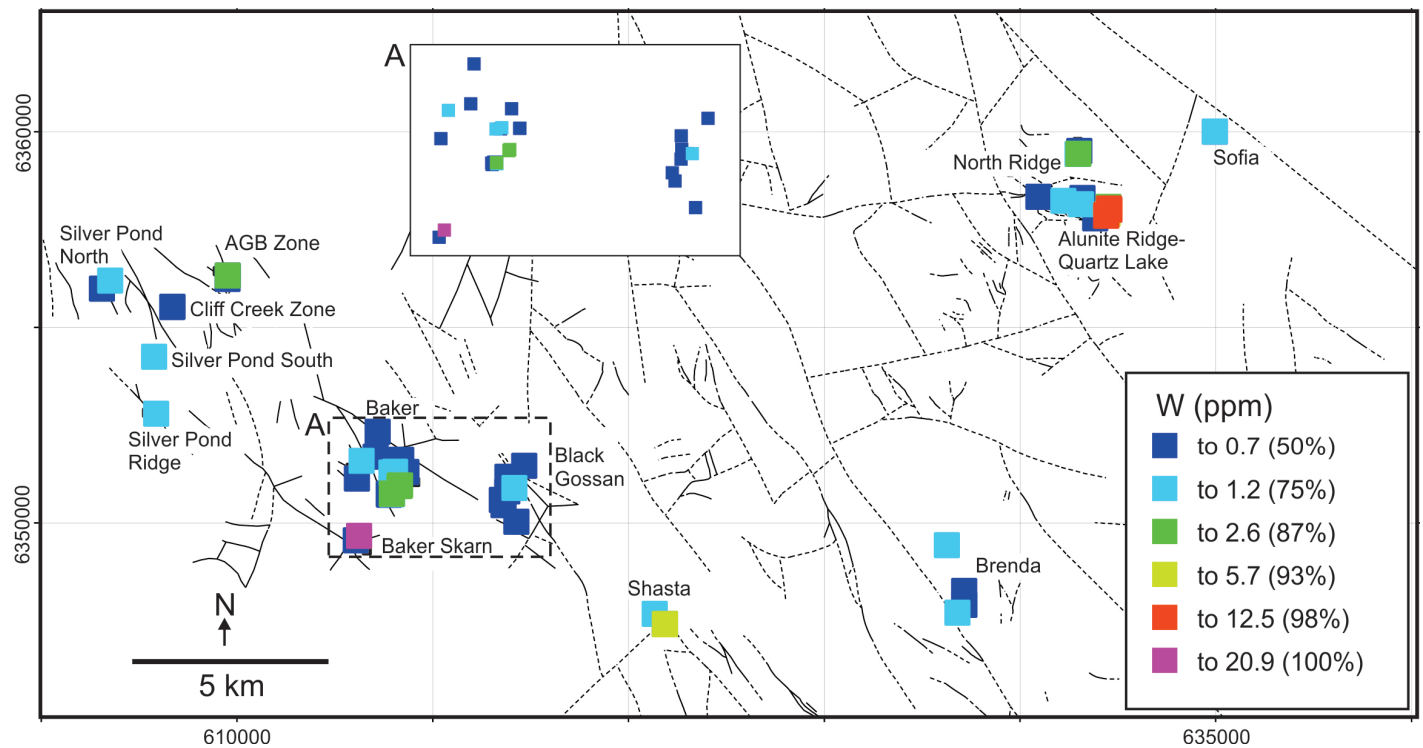 A
6360000
North Ridge
Sofia
Silver Pond
North
AGB Zone
Alunite Ridge-
Quartz Lake
Cliff Creek Zone
Silver Pond South
Baker
A
Silver Pond
Ridge
Black
Gossan
6350000
Baker Skarn
Brenda
Shasta
N
5 km
W (ppm)
to 0.7 (50%)
to 1.2 (75%)
to 2.6 (87%)
to 5.7 (93%)
to 12.5 (98%)
to 20.9 (100%)
610000
635000